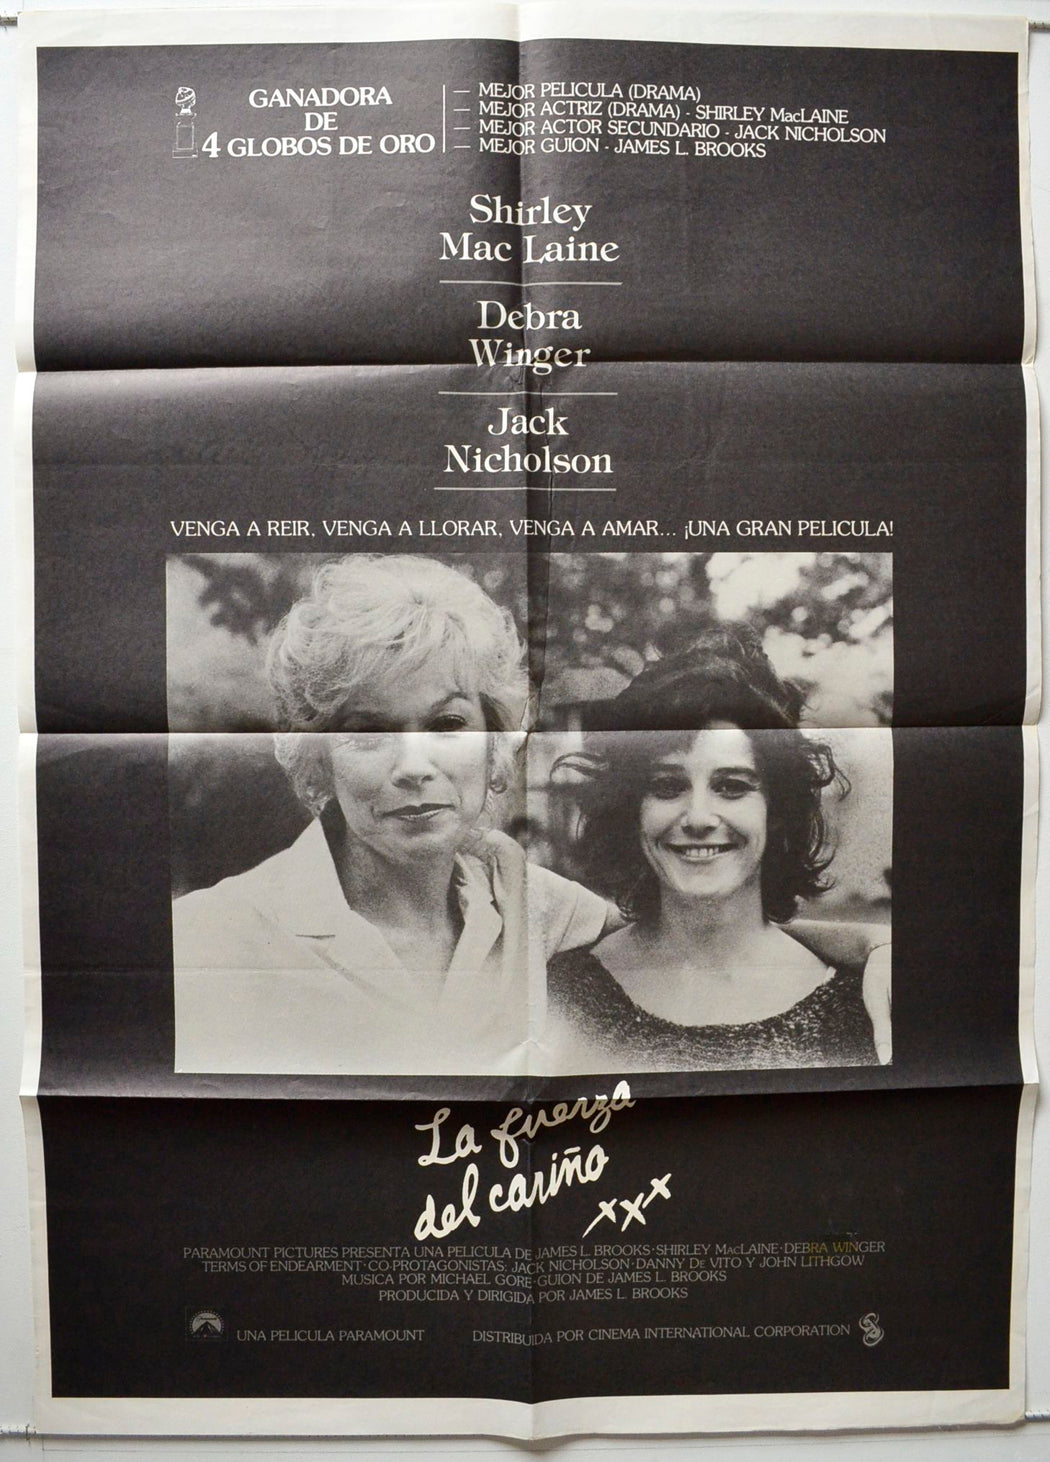 GANADORA
DE
4 GLOBOS DE ORO
— MEJOR PELICULA (DRAMA)
— MEJOR ACTRIZ (DRAMA) - SHIRLEY MacLAINE
— MEJOR ACTOR SECUNDARIO - JACK NICHOLSON
— MEJOR GUION - JAMES L. BROOKS
Shirley
Mac Laine
Debra
Winger
Jack
Nicholson
VENGA A REIR, VENGA A LLORAR, VENGA A AMAR... ¡UNA GRAN PELICULA!
La fuerza
del cariño
xxx
PARAMOUNT PICTURES PRESENTA UNA PELICULA DE JAMES L. BROOKS·SHIRLEY MacLAINE·DEBRA WINGER
TERMS OF ENDEARMENT·CO-PROTAGONISTAS: JACK NICHOLSON·DANNY De VITO Y JOHN LITHGOW
MUSICA POR MICHAEL GORE·GUION DE JAMES L. BROOKS
PRODUCIDA Y DIRIGIDA POR JAMES L. BROOKS
UNA PELICULA PARAMOUNT
DISTRIBUIDA POR CINEMA INTERNATIONAL CORPORATION